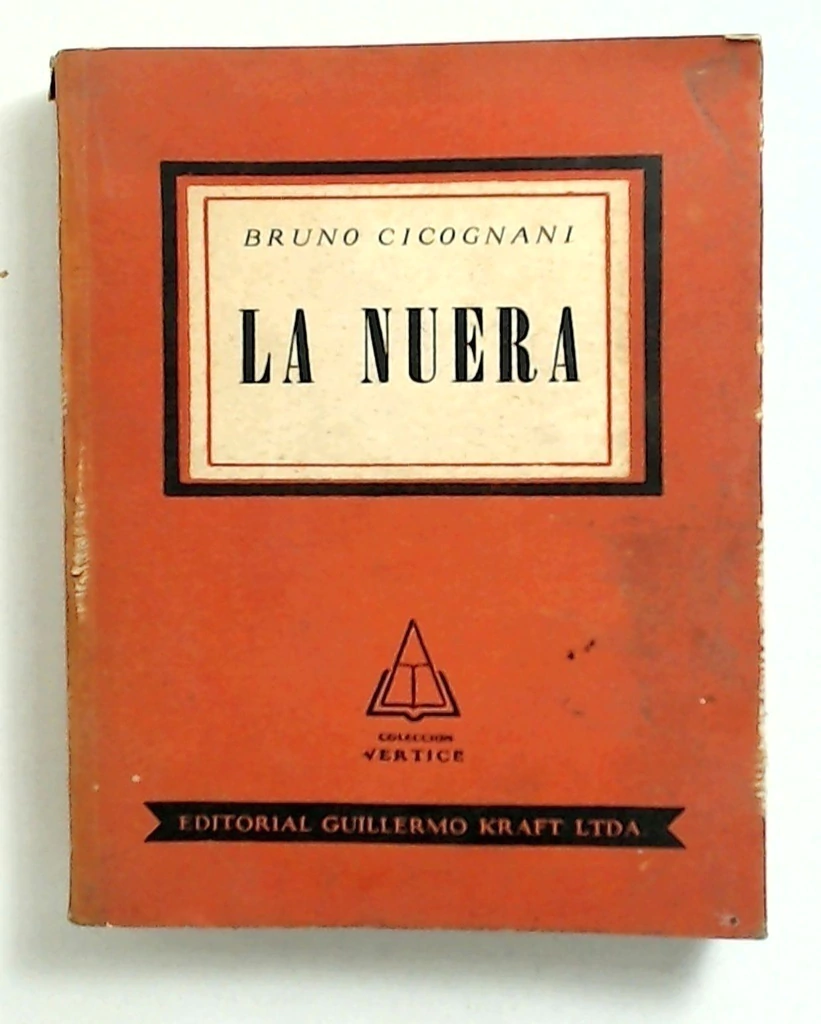 BRUNO CICOGNANI
LA NUERA
COLECCION
VERTICE
EDITORIAL GUILLERMO KRAFT LTDA